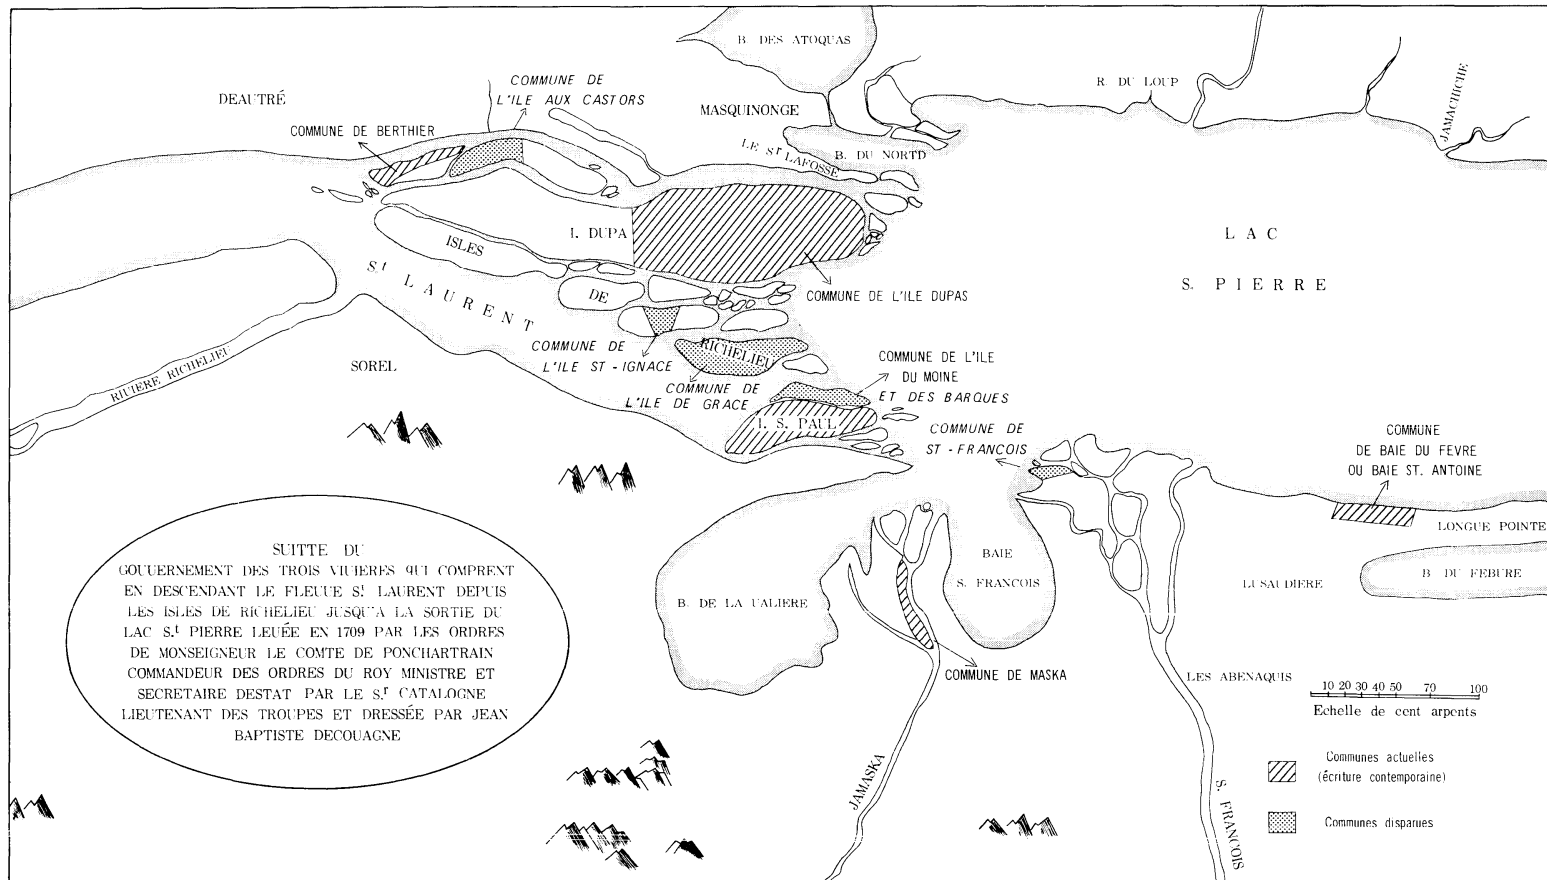 B. DES ATOQUAS
COMMUNE DE
L'ILE AUX CASTORS
DEAUTRÉ
R. DU LOUP
JAMACHICHE
MASQUINONGE
COMMUNE DE BERTHIER
LE Sr LAFOSSE
B. DU NORTD
I. DUPA
ISLES
LAC
S. PIERRE
St LAURENT
DE
COMMUNE DE L'ILE DUPAS
COMMUNE DE
L'ILE ST-IGNACE
RICHELIEU
COMMUNE DE L'ILE
DU MOINE
ET DES BARQUES
RIUIERE RICHELIEU
SOREL
COMMUNE DE
L'ILE DE GRACE
I. S. PAUL
COMMUNE DE
ST-FRANCOIS
COMMUNE
DE BAIE DU FEVRE
OU BAIE ST. ANTOINE
LONGUE POINTE
B. DU FEBURE
LUSAUDIERE
BAIE
S. FRANCOIS
B. DE LA UALIERE
COMMUNE DE MASKA
LES ABENAQUIS
JAMASKA
S. FRANCOIS
SUITTE DU
GOUUERNEMENT DES TROIS VIUIERES QUI COMPRENT
EN DESCENDANT LE FLEUUE S.t LAURENT DEPUIS
LES ISLES DE RICHELIEU JUSQU'A LA SORTIE DU
LAC S.t PIERRE LEUÉE EN 1709 PAR LES ORDRES
DE MONSEIGNEUR LE COMTE DE PONCHARTRAIN
COMMANDEUR DES ORDRES DU ROY MINISTRE ET
SECRETAIRE DESTAT PAR LE S.r CATALOGNE
LIEUTENANT DES TROUPES ET DRESSÉE PAR JEAN
BAPTISTE DECOUAGNE
10 20 30 40 50 70 100
Echelle de cent arpents
Communes actuelles
(écriture contemporaine)
Communes disparues